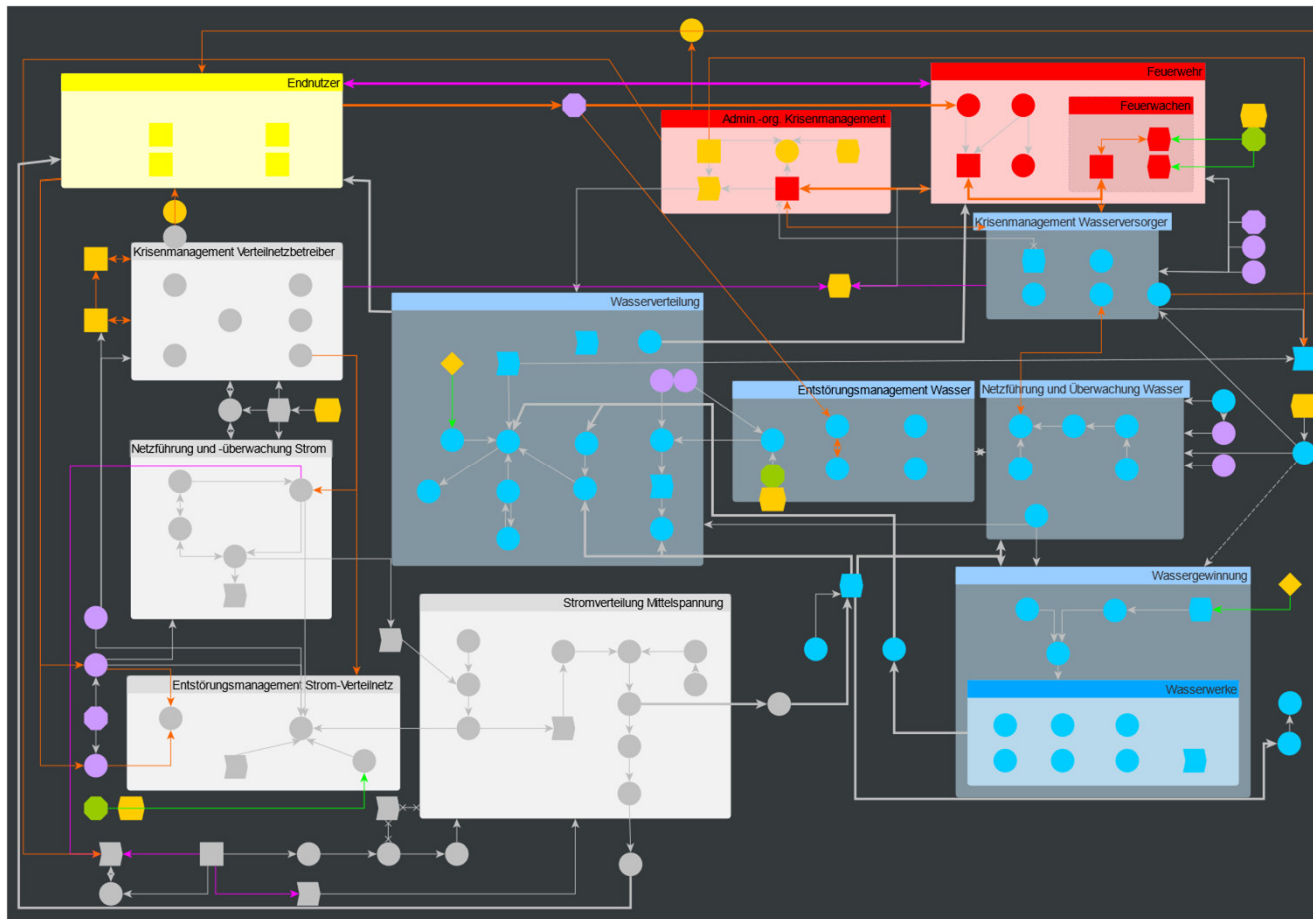 Endnutzer
Feuerwehr
Feuerwachen
Admin.-org. Krisenmanagement
Krisenmanagement Wasserversorger
Krisenmanagement Verteilnetzbetreiber
Wasserverteilung
Entstörungsmanagement Wasser
Netzführung und Überwachung Wasser
Netzführung und -überwachung Strom
Wassergewinnung
Stromverteilung Mittelspannung
Entstörungsmanagement Strom-Verteilnetz
Wasserwerke